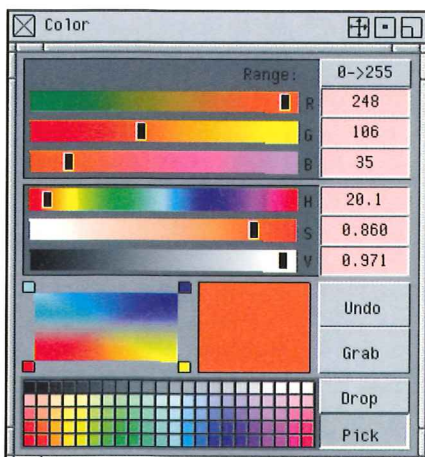 Color
Range: 0->255
R 248
G 106
B 35
H 20.1
S 0.860
V 0.971
Undo
Grab
Drop
Pick